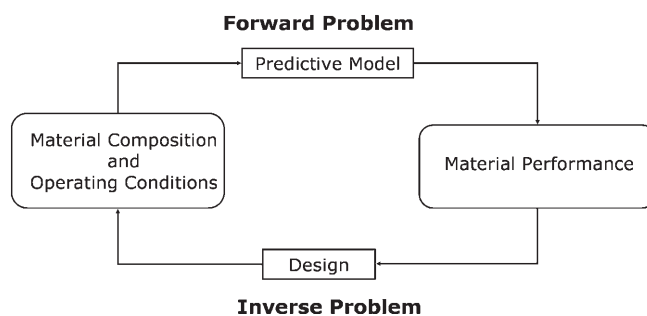 Forward Problem
Predictive Model
Material Composition
and
Operating Conditions
Material Performance
Design
Inverse Problem